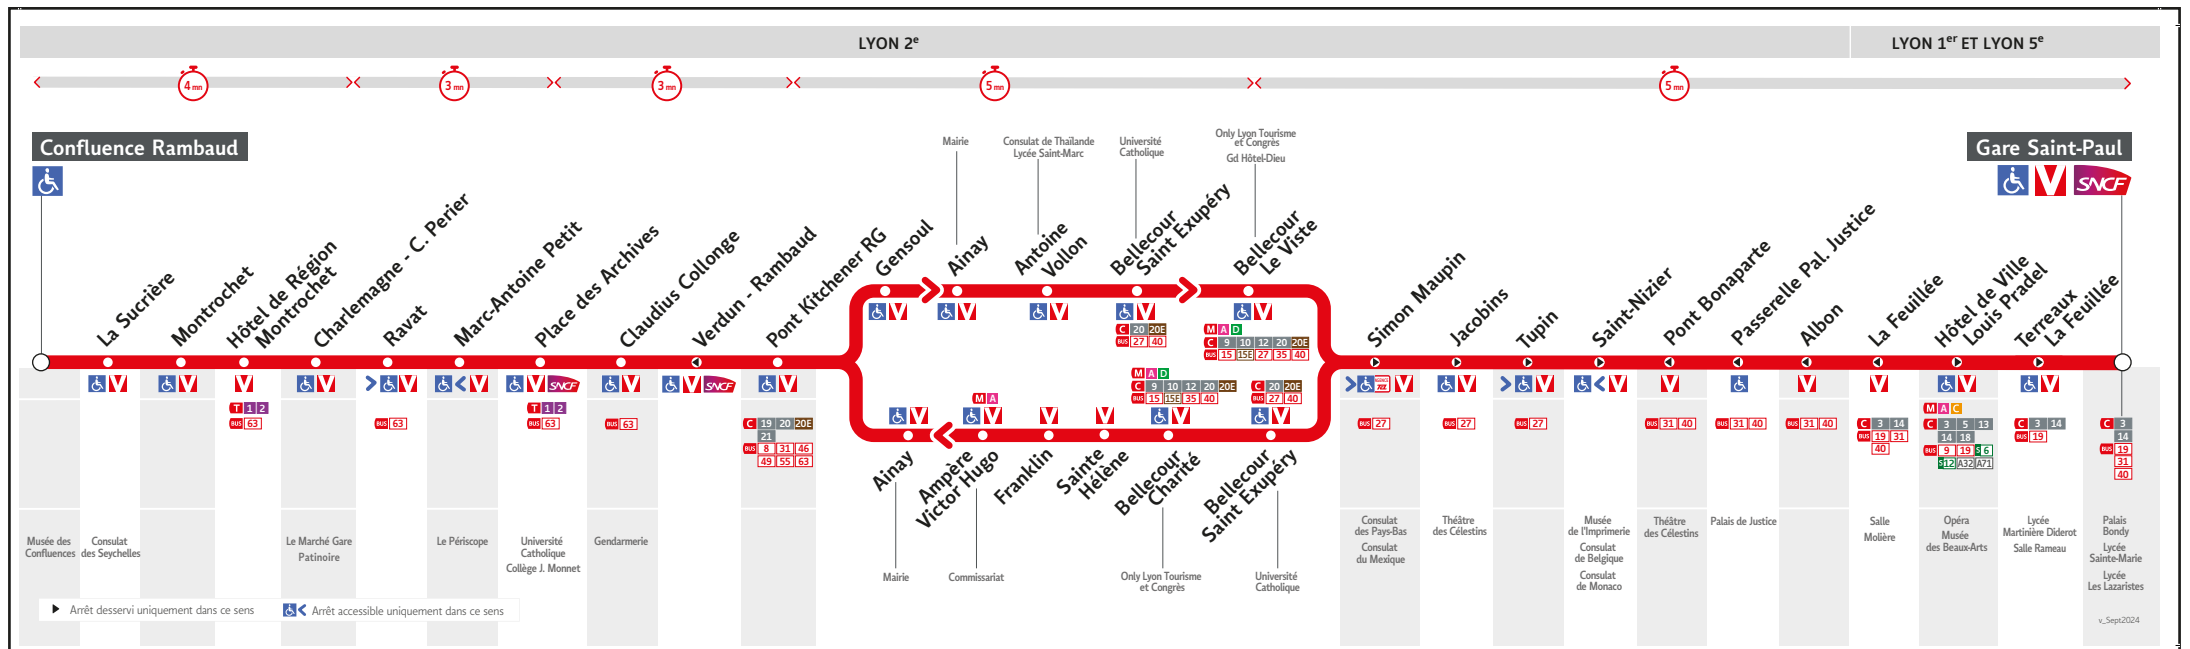 LYON 2e
LYON 1er ET LYON 5e
4 mn
3 mn
3 mn
5 mn
5 mn
Confluence Rambaud
Gare Saint-Paul
V
SNCF
Mairie
Consulat de Thaïlande
Lycée Saint-Marc
Université
Catholique
Only Lyon Tourisme
et Congrès
Gd Hôtel-Dieu
La Sucrière
Montrochet
Hôtel de Région
Montrochet
Charlemagne - C. Perier
Ravat
Marc-Antoine Petit
Place des Archives
Claudius Collonge
Verdun - Rambaud
Pont Kitchener RG
Gensoul
Ainay
Antoine
Vollon
Bellecour
Saint Exupéry
Bellecour
Le Viste
Simon Maupin
Jacobins
Tupin
Saint-Nizier
Pont Bonaparte
Passerelle Pal. Justice
Albon
La Feuillée
Hôtel de Ville
Louis Pradel
Terreaux
La Feuillée
V
V
V
V
V
V
V SNCF
V
V SNCF
V
V
V
V
V
V
C 20 20E
BUS 27 40
M A D
C 9 10 12 20 20E
BUS 15 15E 27 35 40
M A D
C 9 10 12 20 20E
BUS 15 15E 35 40
C 20 20E
BUS 27 40
M A
V
V
V
V
V
V
Ainay
Ampère
Victor Hugo
Franklin
Sainte
Hélène
Bellecour
Charité
Bellecour
Saint Exupéry
Mairie
Commissariat
Only Lyon Tourisme
et Congrès
Université
Catholique
T 1 2
BUS 63
BUS 63
T 1 2
BUS 63
BUS 63
C 19 20 20E
21
BUS 8 31 46
49 55 63
V
V
V
V
V
V
V
V
V
BUS 27
BUS 27
BUS 27
BUS 31 40
BUS 31 40
BUS 31 40
C 3 14
BUS 19 31
40
M A C
C 3 5 13
14 18
BUS 9 19 S 6
S 12 A32 A71
C 3 14
BUS 19
C 3
14
BUS 19
31
40
Musée des
Confluences
Consulat
des Seychelles
Le Marché Gare
Patinoire
Le Périscope
Université
Catholique
Collège J. Monnet
Gendarmerie
Consulat
des Pays-Bas
Consulat
du Mexique
Théâtre
des Célestins
Musée
de l'Imprimerie
Consulat
de Belgique
Consulat
de Monaco
Théâtre
des Célestins
Palais de Justice
Salle
Molière
Opéra
Musée
des Beaux-Arts
Lycée
Martinière Diderot
Salle Rameau
Palais
Bondy
Lycée
Sainte-Marie
Lycée
Les Lazaristes
Arrêt desservi uniquement dans ce sens
Arrêt accessible uniquement dans ce sens
v_Sept2024